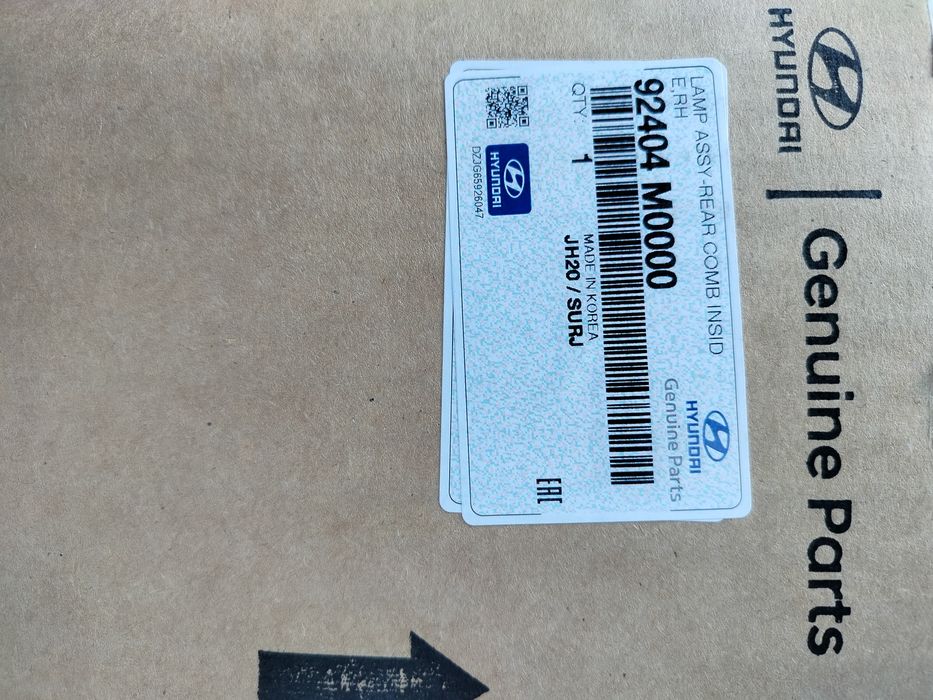 HYUNDAI | Genuine Parts
LAMP ASSY-REAR COMB INSID
E,RH
HYUNDAI
Genuine Parts
92404 M0000
QTY: 1
MADE IN KOREA
JH20 / SURJ
HYUNDAI
DZJG65926047
EAC